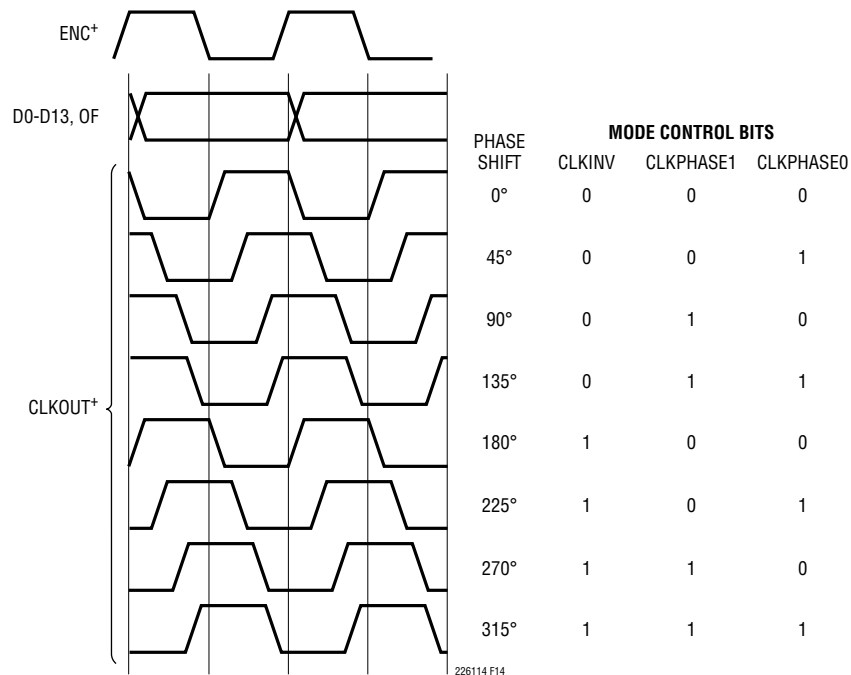 ENC+
D0-D13, OF
CLKOUT+
MODE CONTROL BITS
PHASE SHIFT CLKINV CLKPHASE1 CLKPHASE0
0° 0 0 0
45° 0 0 1
90° 0 1 0
135° 0 1 1
180° 1 0 0
225° 1 0 1
270° 1 1 0
315° 1 1 1
226114 F14